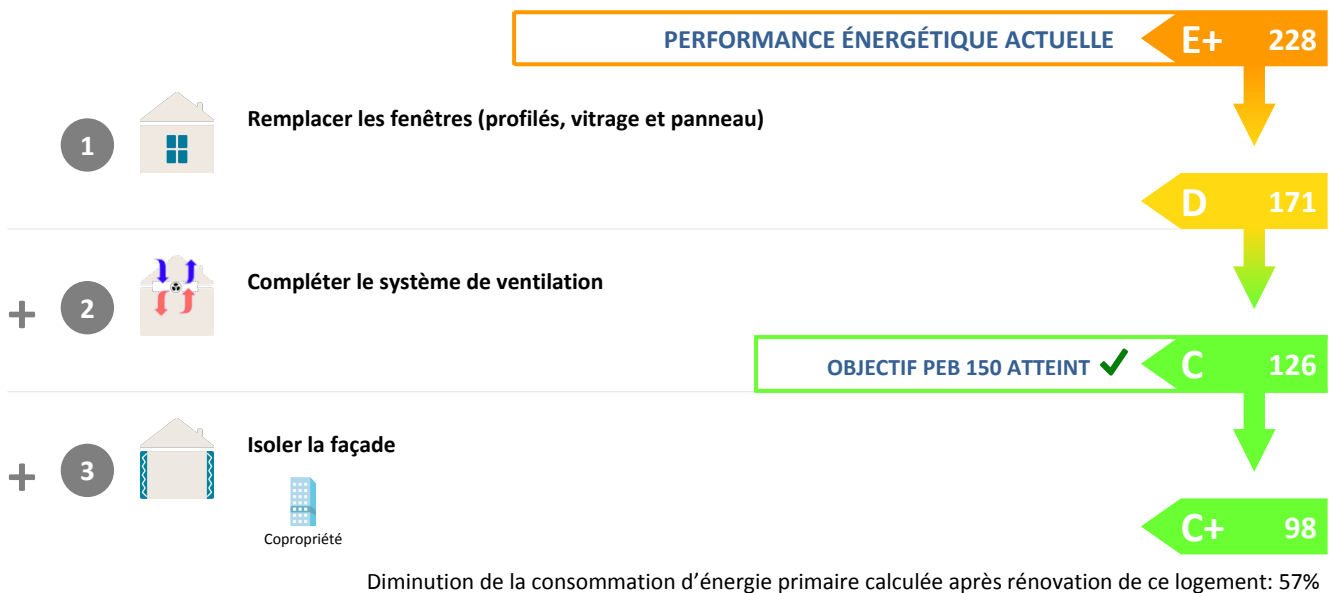 PERFORMANCE ÉNERGÉTIQUE ACTUELLE E+ 228
1 Remplacer les fenêtres (profilés, vitrage et panneau)
D 171
+ 2 Compléter le système de ventilation
OBJECTIF PEB 150 ATTEINT ✓ C 126
+ 3 Isoler la façade
Copropriété
C+ 98
Diminution de la consommation d’énergie primaire calculée après rénovation de ce logement: 57%